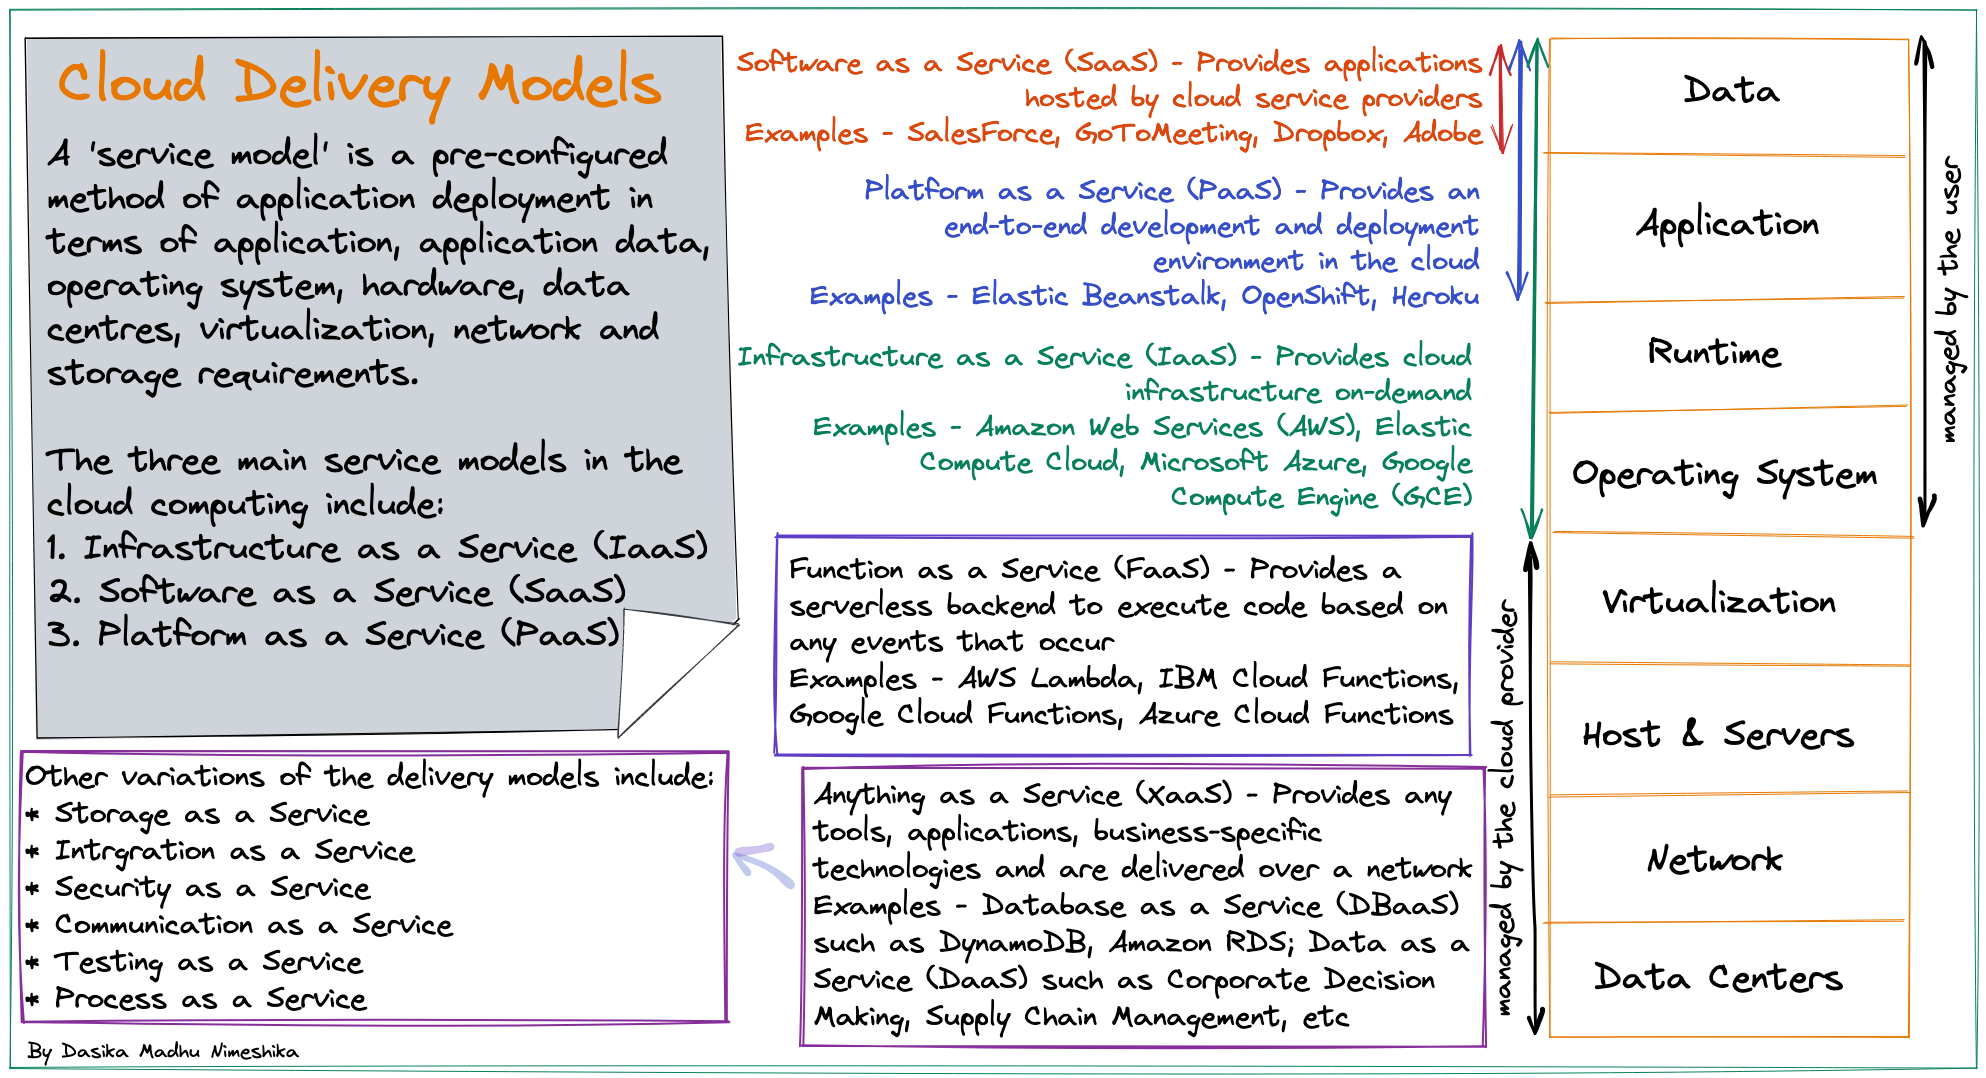 Cloud Delivery Models
A 'service model' is a pre-configured
method of application deployment in
terms of application, application data,
operating system, hardware, data
centres, virtualization, network and
storage requirements.
The three main service models in the
cloud computing include:
1. Infrastructure as a Service (IaaS)
2. Software as a Service (SaaS)
3. Platform as a Service (PaaS)
Other variations of the delivery models include:
* Storage as a Service
* Intrgration as a Service
* Security as a Service
* Communication as a Service
* Testing as a Service
* Process as a Service
By Dasika Madhu Nimeshika
Software as a Service (SaaS) - Provides applications
hosted by cloud service providers
Examples - SalesForce, GoToMeeting, Dropbox, Adobe
Platform as a Service (PaaS) - Provides an
end-to-end development and deployment
environment in the cloud
Examples - Elastic Beanstalk, OpenShift, Heroku
Infrastructure as a Service (IaaS) - Provides cloud
infrastructure on-demand
Examples - Amazon Web Services (AWS), Elastic
Compute Cloud, Microsoft Azure, Google
Compute Engine (GCE)
Function as a Service (FaaS) - Provides a
serverless backend to execute code based on
any events that occur
Examples - AWS Lambda, IBM Cloud Functions,
Google Cloud Functions, Azure Cloud Functions
Anything as a Service (XaaS) - Provides any
tools, applications, business-specific
technologies and are delivered over a network
Examples - Database as a Service (DBaaS)
such as DynamoDB, Amazon RDS; Data as a
Service (DaaS) such as Corporate Decision
Making, Supply Chain Management, etc
managed by the cloud provider
Data
Application
Runtime
Operating System
Virtualization
Host & Servers
Network
Data Centers
managed by the user